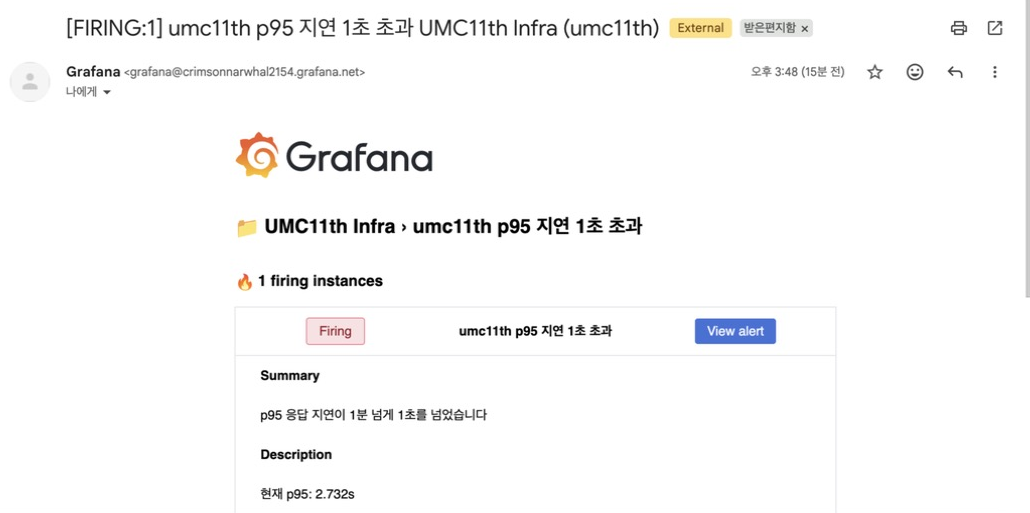 [FIRING:1] umc11th p95 지연 1초 초과 UMC11th Infra (umc11th) External 받은편지함 ×
Grafana <grafana@crimsonnarwhal2154.grafana.net> 오후 3:48 (15분 전)
나에게
Grafana
UMC11th Infra › umc11th p95 지연 1초 초과
1 firing instances
Firing umc11th p95 지연 1초 초과 View alert
Summary
p95 응답 지연이 1분 넘게 1초를 넘었습니다
Description
현재 p95: 2.732s